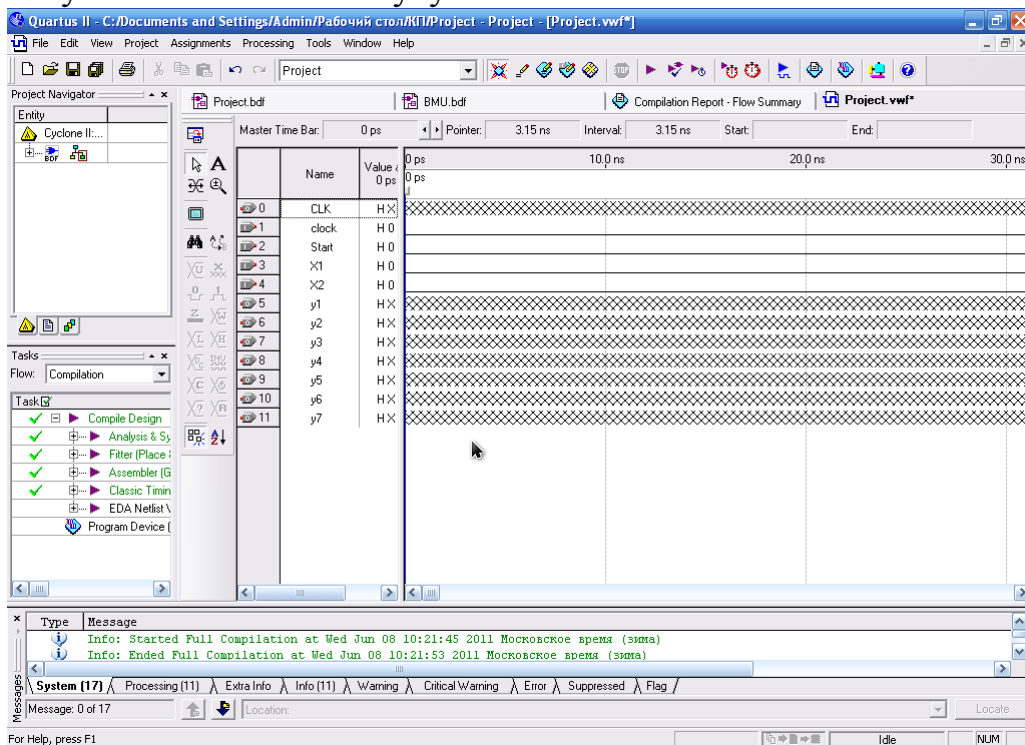 Quartus II - C:/Documents and Settings/Admin/Рабочий стол/КП/Project - Project - [Project.vwf*]
File Edit View Project Assignments Processing Tools Window Help
Project
Project Navigator
Project.bdf BMU.bdf Compilation Report - Flow Summary Project.vwf*
Entity
Cyclone II:...
BDF
Master Time Bar: 0 ps Pointer: 3.15 ns Interval: 3.15 ns Start: End:
Name Value a
0 ps
0 ps 10.0 ns 20.0 ns 30.0 ns
0 ps
0 CLK H X
1 clock H 0
2 Start H 0
3 X1 H 0
4 X2 H 0
5 y1 H X
6 y2 H X
7 y3 H X
8 y4 H X
9 y5 H X
10 y6 H X
11 y7 H X
Tasks
Flow: Compilation
Task
Compile Design
Analysis & Sy
Fitter (Place
Assembler (G
Classic Timin
EDA Netlist
Program Device (
Type Message
Info: Started Full Compilation at Wed Jun 08 10:21:45 2011 Московское время (зима)
Info: Ended Full Compilation at Wed Jun 08 10:21:53 2011 Московское время (зима)
Messages
System (17) Processing (11) Extra Info Info (11) Warning Critical Warning Error Suppressed Flag
Message: 0 of 17 Location: Locate
For Help, press F1 Idle NUM